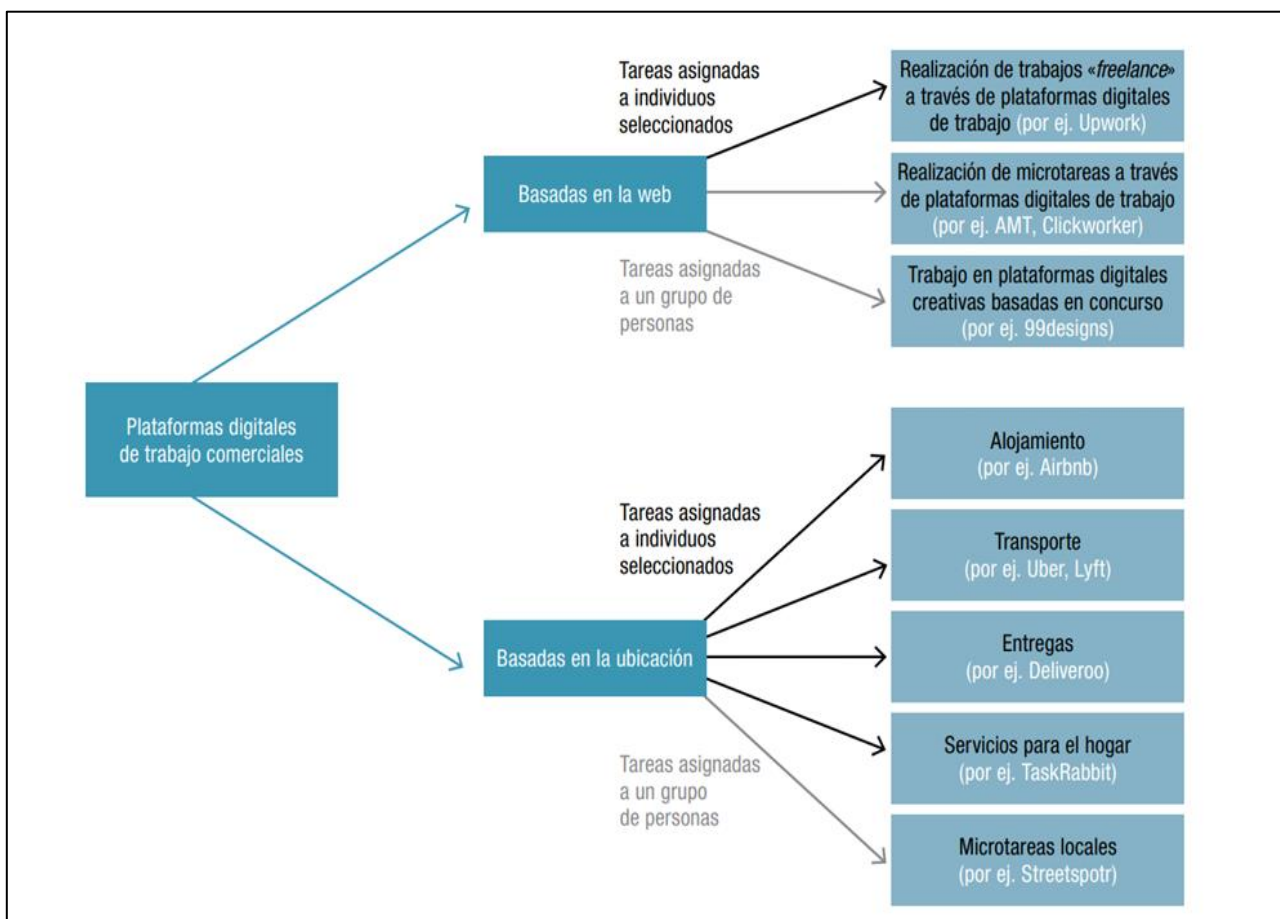 Tareas asignadas
a individuos
seleccionados
Realización de trabajos «freelance»
a través de plataformas digitales
de trabajo (por ej. Upwork)
Basadas en la web
Realización de microtareas a través
de plataformas digitales de trabajo
(por ej. AMT, Clickworker)
Tareas asignadas
a un grupo de
personas
Trabajo en plataformas digitales
creativas basadas en concurso
(por ej. 99designs)
Plataformas digitales
de trabajo comerciales
Alojamiento
(por ej. Airbnb)
Tareas asignadas
a individuos
seleccionados
Transporte
(por ej. Uber, Lyft)
Basadas en la ubicación
Entregas
(por ej. Deliveroo)
Servicios para el hogar
(por ej. TaskRabbit)
Tareas asignadas
a un grupo
de personas
Microtareas locales
(por ej. Streetspotr)